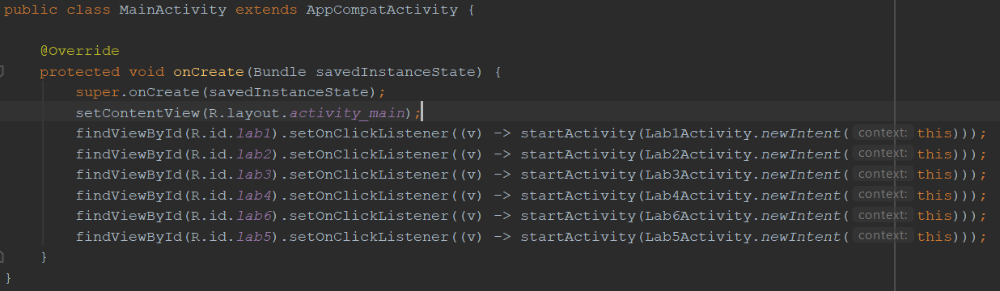 public class MainActivity extends AppCompatActivity {
@Override
protected void onCreate(Bundle savedInstanceState) {
super.onCreate(savedInstanceState);
setContentView(R.layout.activity_main);
findViewById(R.id.lab1).setOnClickListener((v) -> startActivity(Lab1Activity.newIntent( context: this)));
findViewById(R.id.lab2).setOnClickListener((v) -> startActivity(Lab2Activity.newIntent( context: this)));
findViewById(R.id.lab3).setOnClickListener((v) -> startActivity(Lab3Activity.newIntent( context: this)));
findViewById(R.id.lab4).setOnClickListener((v) -> startActivity(Lab4Activity.newIntent( context: this)));
findViewById(R.id.lab6).setOnClickListener((v) -> startActivity(Lab6Activity.newIntent( context: this)));
findViewById(R.id.lab5).setOnClickListener((v) -> startActivity(Lab5Activity.newIntent( context: this)));
}
}